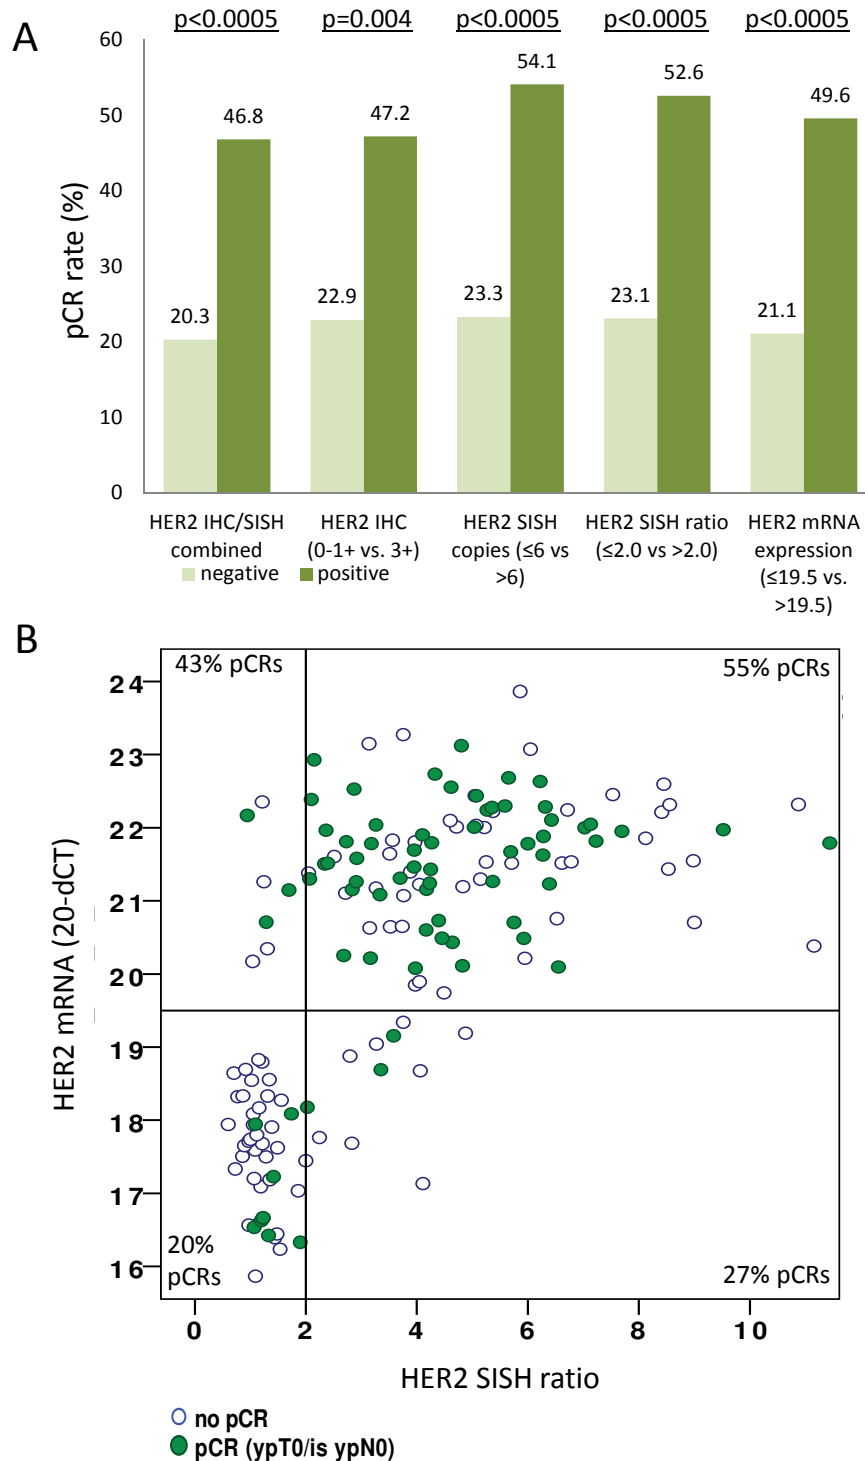 A
p<0.0005 p=0.004 p<0.0005 p<0.0005 p<0.0005
60
50
40
30
20
10
0
pCR rate (%)
20.3 46.8 22.9 47.2 23.3 54.1 23.1 52.6 21.1 49.6
HER2 IHC/SISH HER2 IHC HER2 SISH HER2 SISH ratio HER2 mRNA
combined (0-1+ vs. 3+) copies (≤6 vs (≤2.0 vs >2.0) expression
negative positive >6) (≤19.5 vs.
>19.5)
B
43% pCRs 55% pCRs
24
23
22
21
20
19
18
17
16
HER2 mRNA (20-dCT)
20%
pCRs 27% pCRs
0 2 4 6 8 10
HER2 SISH ratio
no pCR
pCR (ypT0/is ypN0)